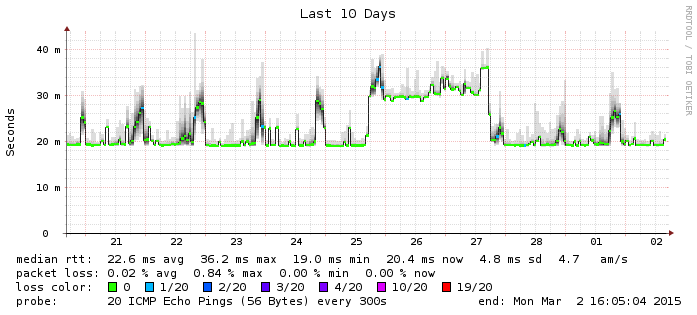 Last 10 Days
RRDTOOL / TOBI OETIKER
Seconds
40 m
30 m
20 m
10 m
0
21 22 23 24 25 26 27 28 01 02
median rtt: 22.6 ms avg 36.2 ms max 19.0 ms min 20.4 ms now 4.8 ms sd 4.7 am/s
packet loss: 0.02 % avg 0.84 % max 0.00 % min 0.00 % now
loss color: 0 1/20 2/20 3/20 4/20 10/20 19/20
probe: 20 ICMP Echo Pings (56 Bytes) every 300s end: Mon Mar 2 16:05:04 2015